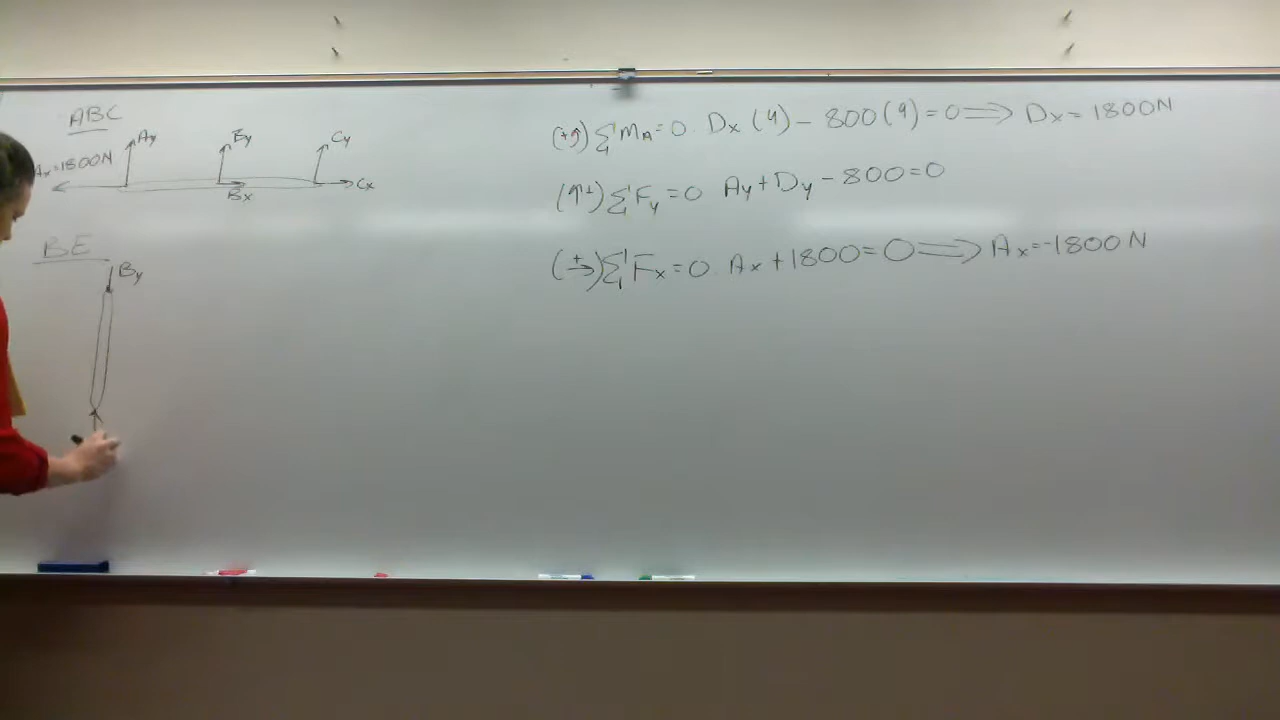 ABC
Ay By Cy
Ax=1800N
Bx Cx
BE
By
(+↺) ΣMA=0 Dx(4) - 800(9)=0 ⟹ Dx=1800N
(↑+) ΣFy=0 Ay+Dy-800=0
(+→) ΣFx=0 Ax+1800=0 ⟹ Ax=-1800N